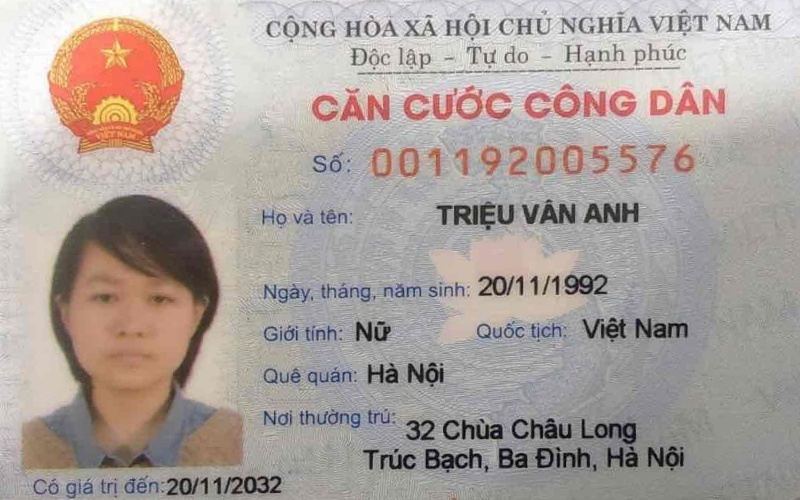 CỘNG HÒA XÃ HỘI CHỦ NGHĨA VIỆT NAM
Độc lập - Tự do - Hạnh phúc
CĂN CƯỚC CÔNG DÂN
Số: 001192005576
Họ và tên: TRIỆU VÂN ANH
Ngày, tháng, năm sinh: 20/11/1992
Giới tính: Nữ Quốc tịch: Việt Nam
Quê quán: Hà Nội
Nơi thường trú: 32 Chùa Châu Long
Trúc Bạch, Ba Đình, Hà Nội
Có giá trị đến: 20/11/2032